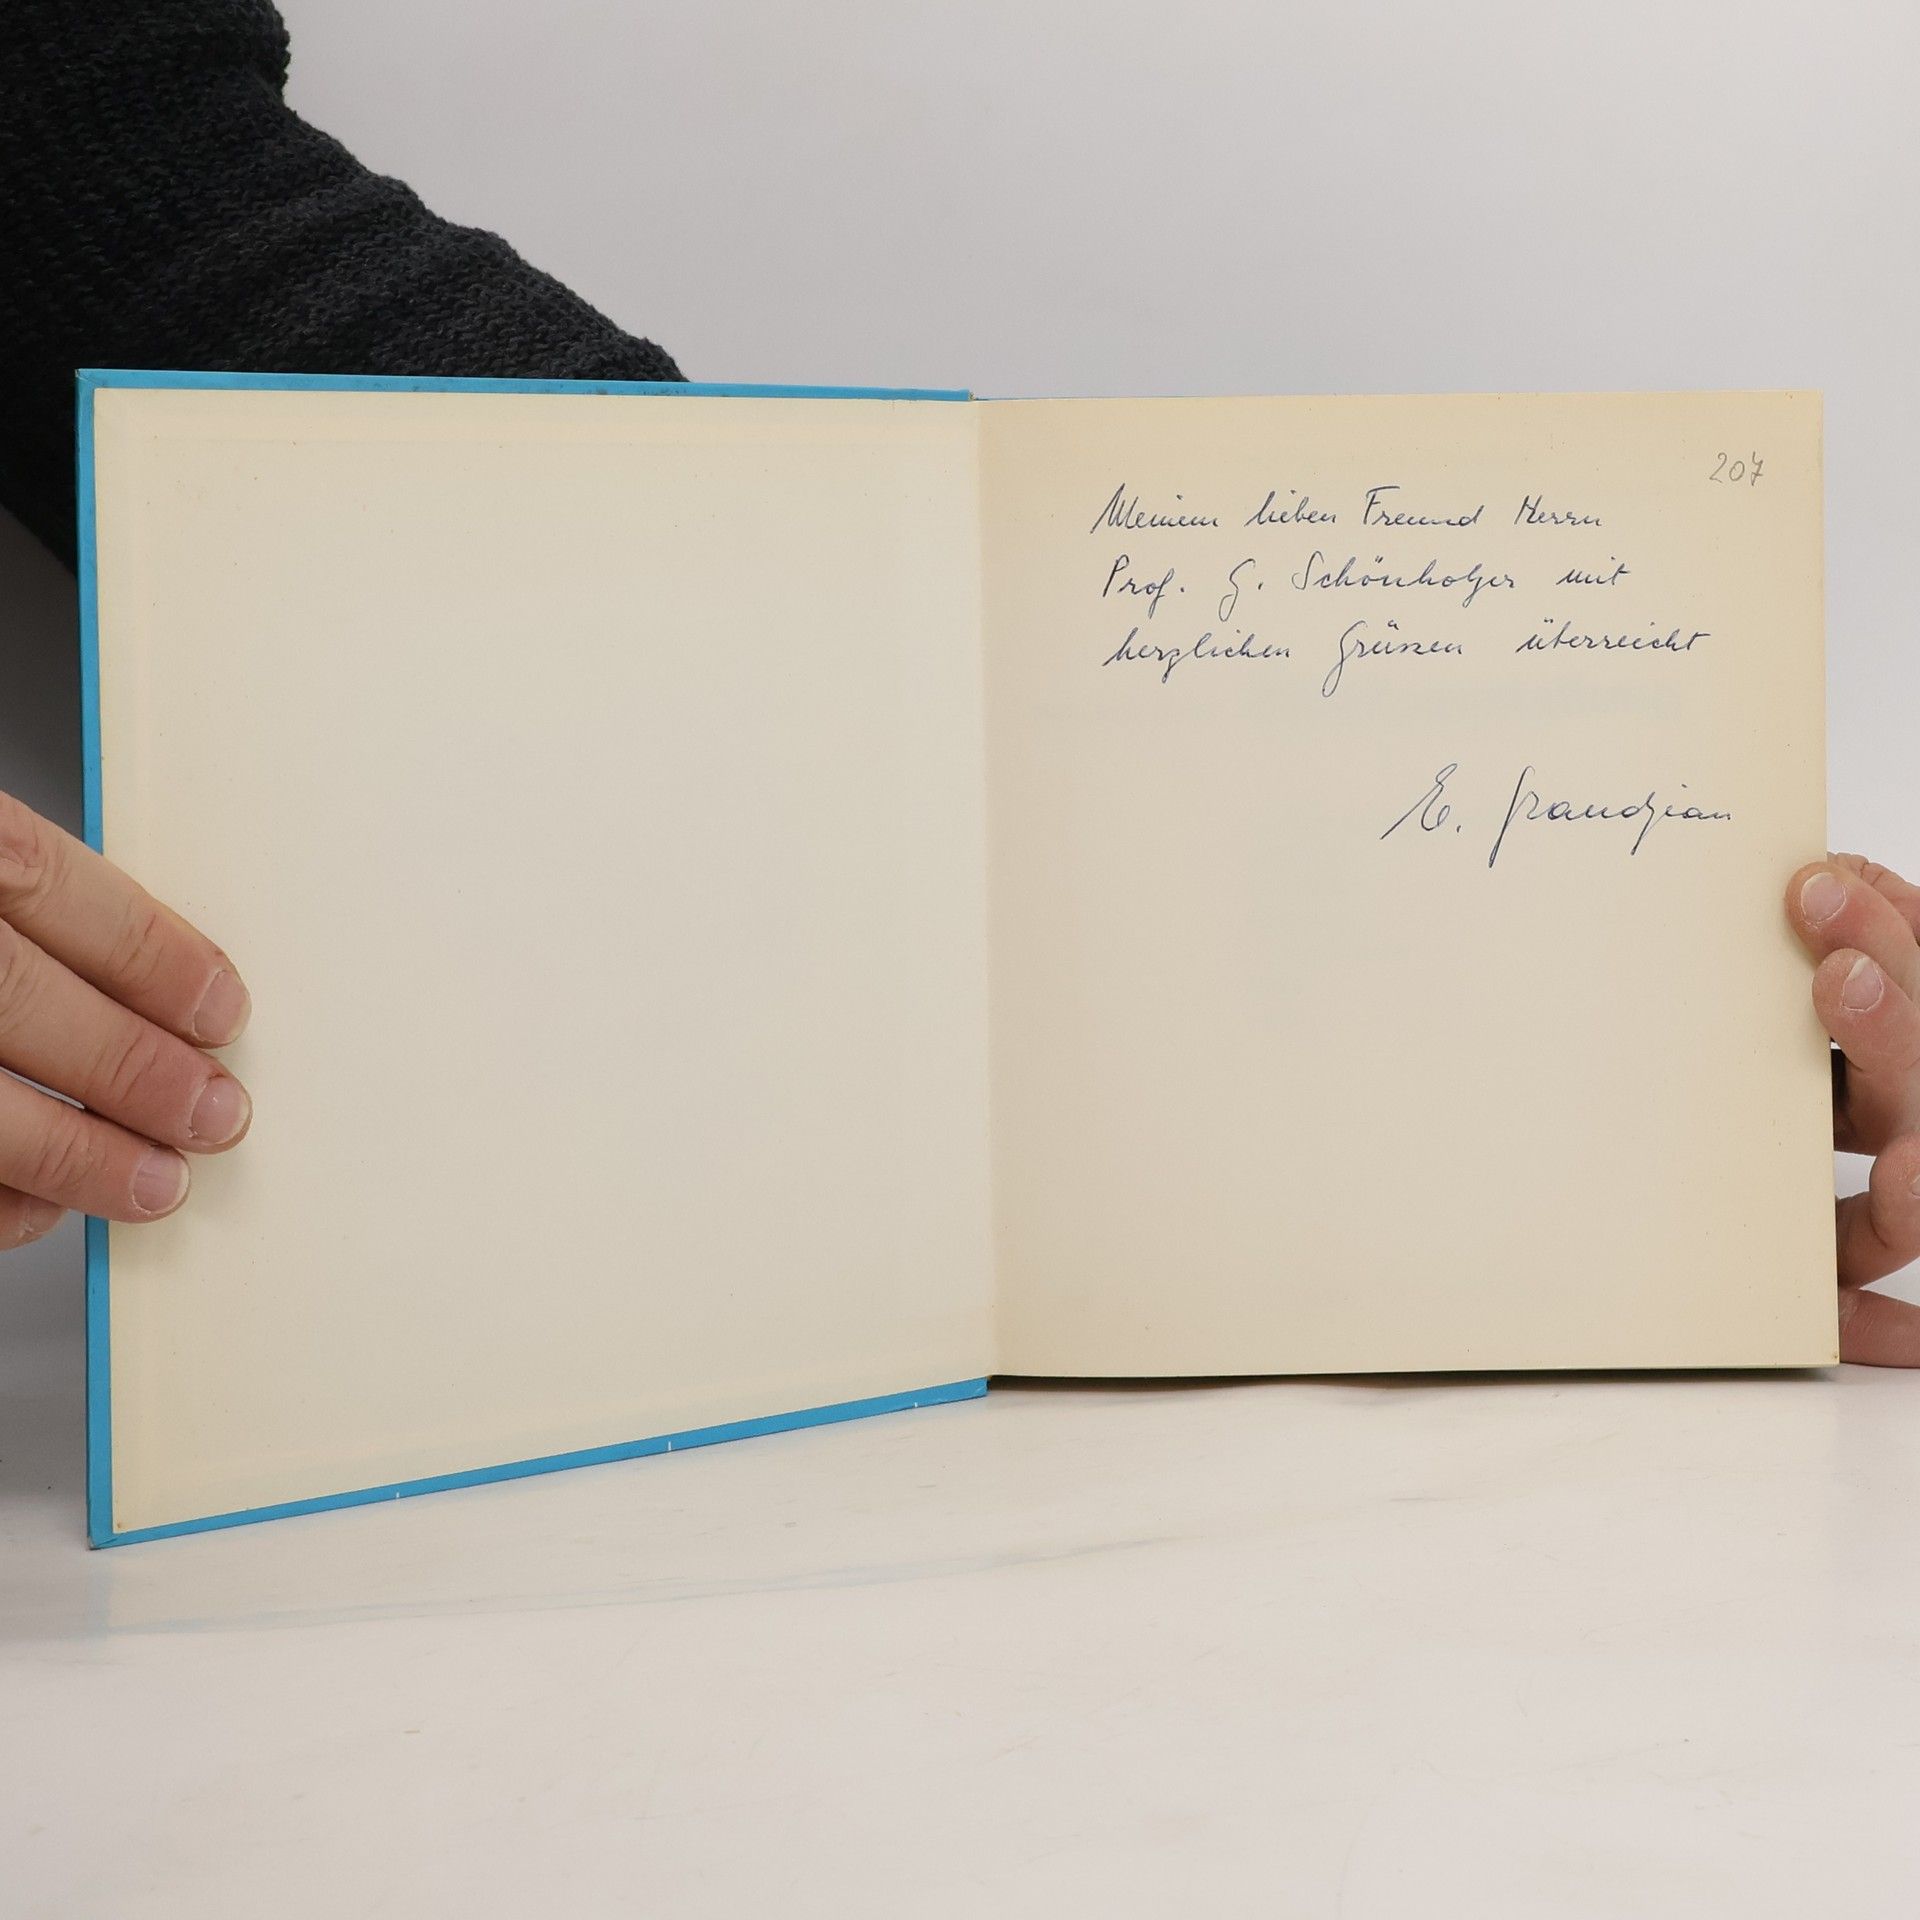 207
Meinem lieben Freund Herrn
Prof. G. Schönholzer mit
herzlichen Grüssen überreicht
E. Grandjean